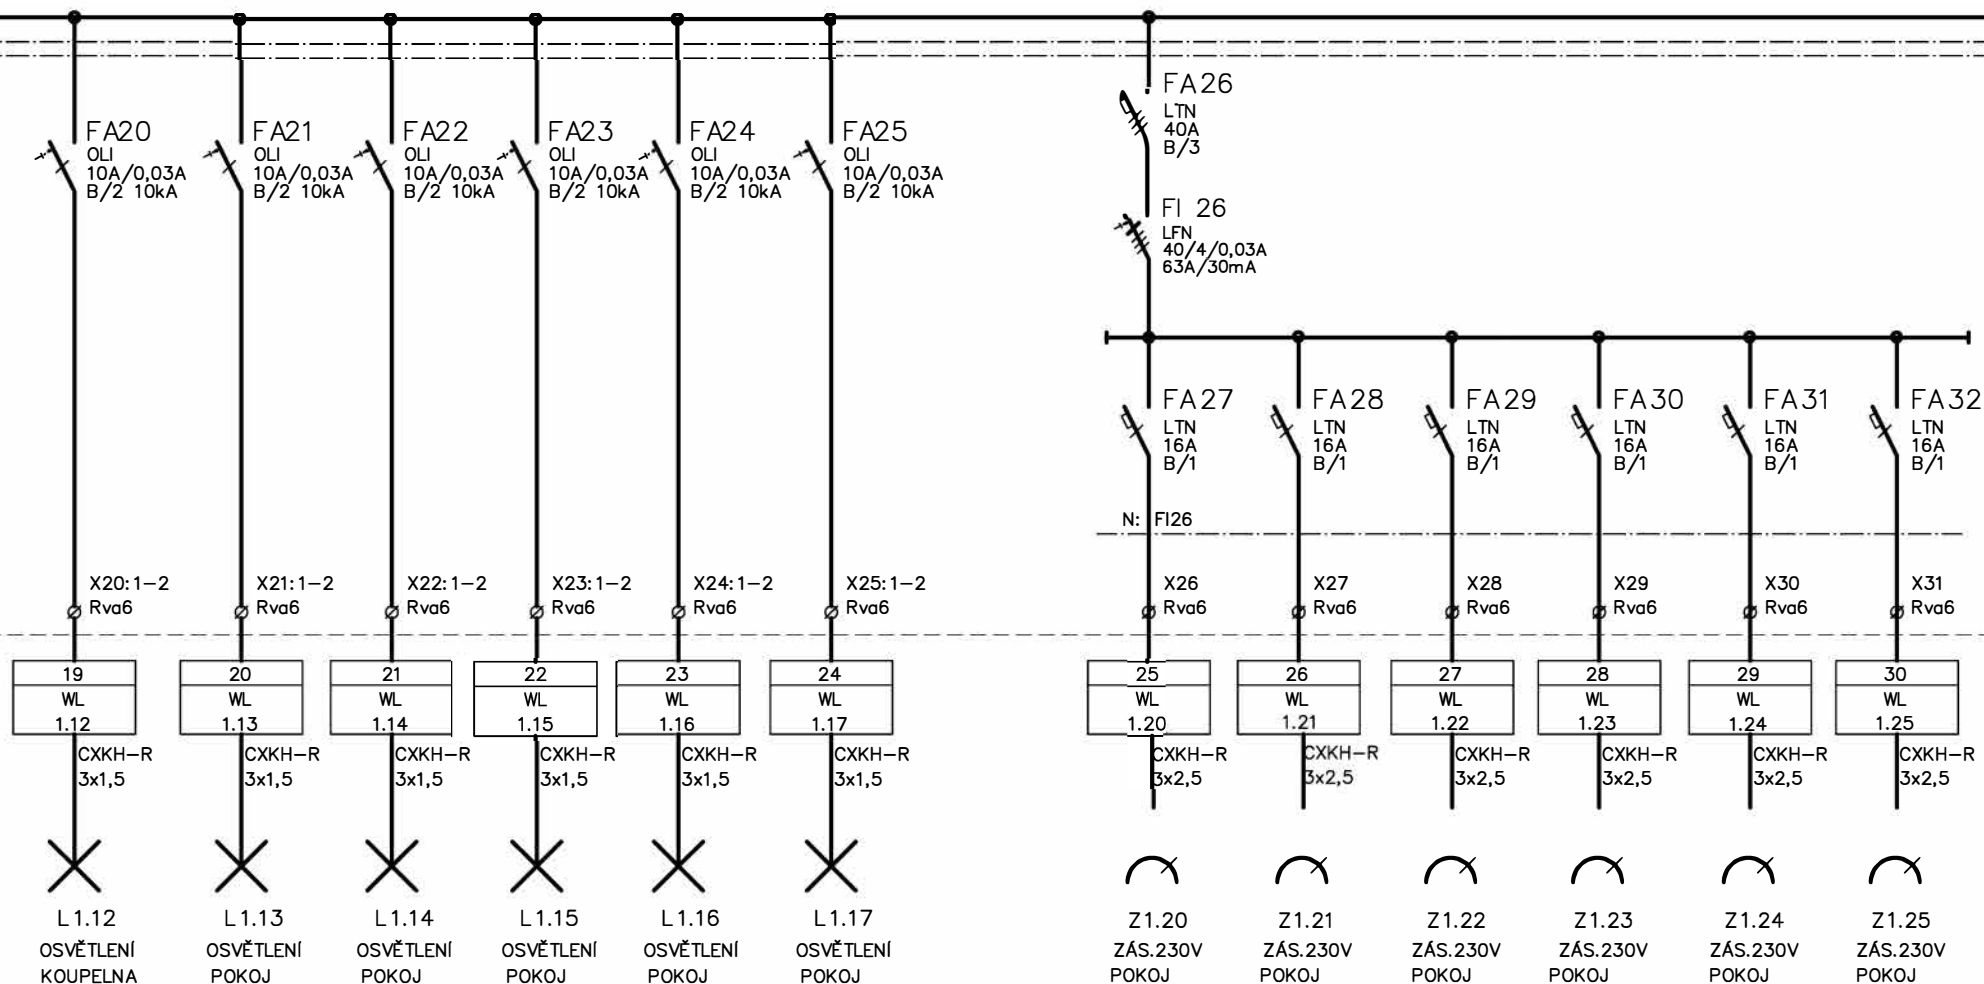 FA20
OLI
10A/0,03A
B/2 10kA
FA21
OLI
10A/0,03A
B/2 10kA
FA22
OLI
10A/0,03A
B/2 10kA
FA23
OLI
10A/0,03A
B/2 10kA
FA24
OLI
10A/0,03A
B/2 10kA
FA25
OLI
10A/0,03A
B/2 10kA
FA26
LTN
40A
B/3
FI 26
LFN
40/4/0,03A
63A/30mA
FA27
LTN
16A
B/1
FA28
LTN
16A
B/1
FA29
LTN
16A
B/1
FA30
LTN
16A
B/1
FA31
LTN
16A
B/1
FA32
LTN
16A
B/1
N: FI26
X20:1-2
Rva6
X21:1-2
Rva6
X22:1-2
Rva6
X23:1-2
Rva6
X24:1-2
Rva6
X25:1-2
Rva6
X26
Rva6
X27
Rva6
X28
Rva6
X29
Rva6
X30
Rva6
X31
Rva6
19
WL
1.12
20
WL
1.13
21
WL
1.14
22
WL
1.15
23
WL
1.16
24
WL
1.17
25
WL
1.20
26
WL
1.21
27
WL
1.22
28
WL
1.23
29
WL
1.24
30
WL
1.25
CXKH-R
3x1,5
CXKH-R
3x1,5
CXKH-R
3x1,5
CXKH-R
3x1,5
CXKH-R
3x1,5
CXKH-R
3x1,5
CXKH-R
3x2,5
CXKH-R
3x2,5
CXKH-R
3x2,5
CXKH-R
3x2,5
CXKH-R
3x2,5
CXKH-R
3x2,5
L1.12
OSVĚTLENÍ
KOUPELNA
L1.13
OSVĚTLENÍ
POKOJ
L1.14
OSVĚTLENÍ
POKOJ
L1.15
OSVĚTLENÍ
POKOJ
L1.16
OSVĚTLENÍ
POKOJ
L1.17
OSVĚTLENÍ
POKOJ
Z1.20
ZÁS.230V
POKOJ
Z1.21
ZÁS.230V
POKOJ
Z1.22
ZÁS.230V
POKOJ
Z1.23
ZÁS.230V
POKOJ
Z1.24
ZÁS.230V
POKOJ
Z1.25
ZÁS.230V
POKOJ